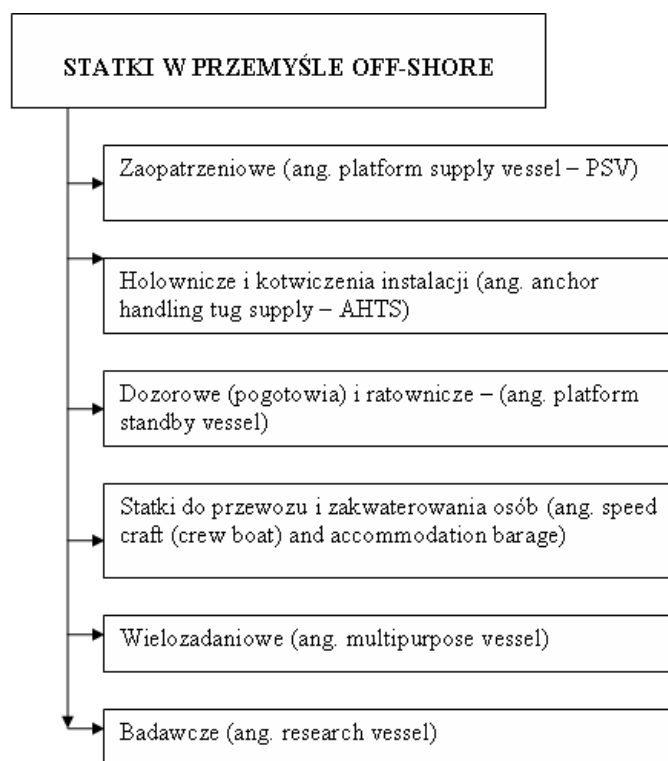 STATKI W PRZEMYŚLE OFF-SHORE
Zaopatrzeniowe (ang. platform supply vessel – PSV)
Holownicze i kotwiczenia instalacji (ang. anchor
handling tug supply – AHTS)
Dozorowe (pogotowia) i ratownicze – (ang. platform
standby vessel)
Statki do przewozu i zakwaterowania osób (ang. speed
craft (crew boat) and accommodation barage)
Wielozadaniowe (ang. multipurpose vessel)
Badawcze (ang. research vessel)